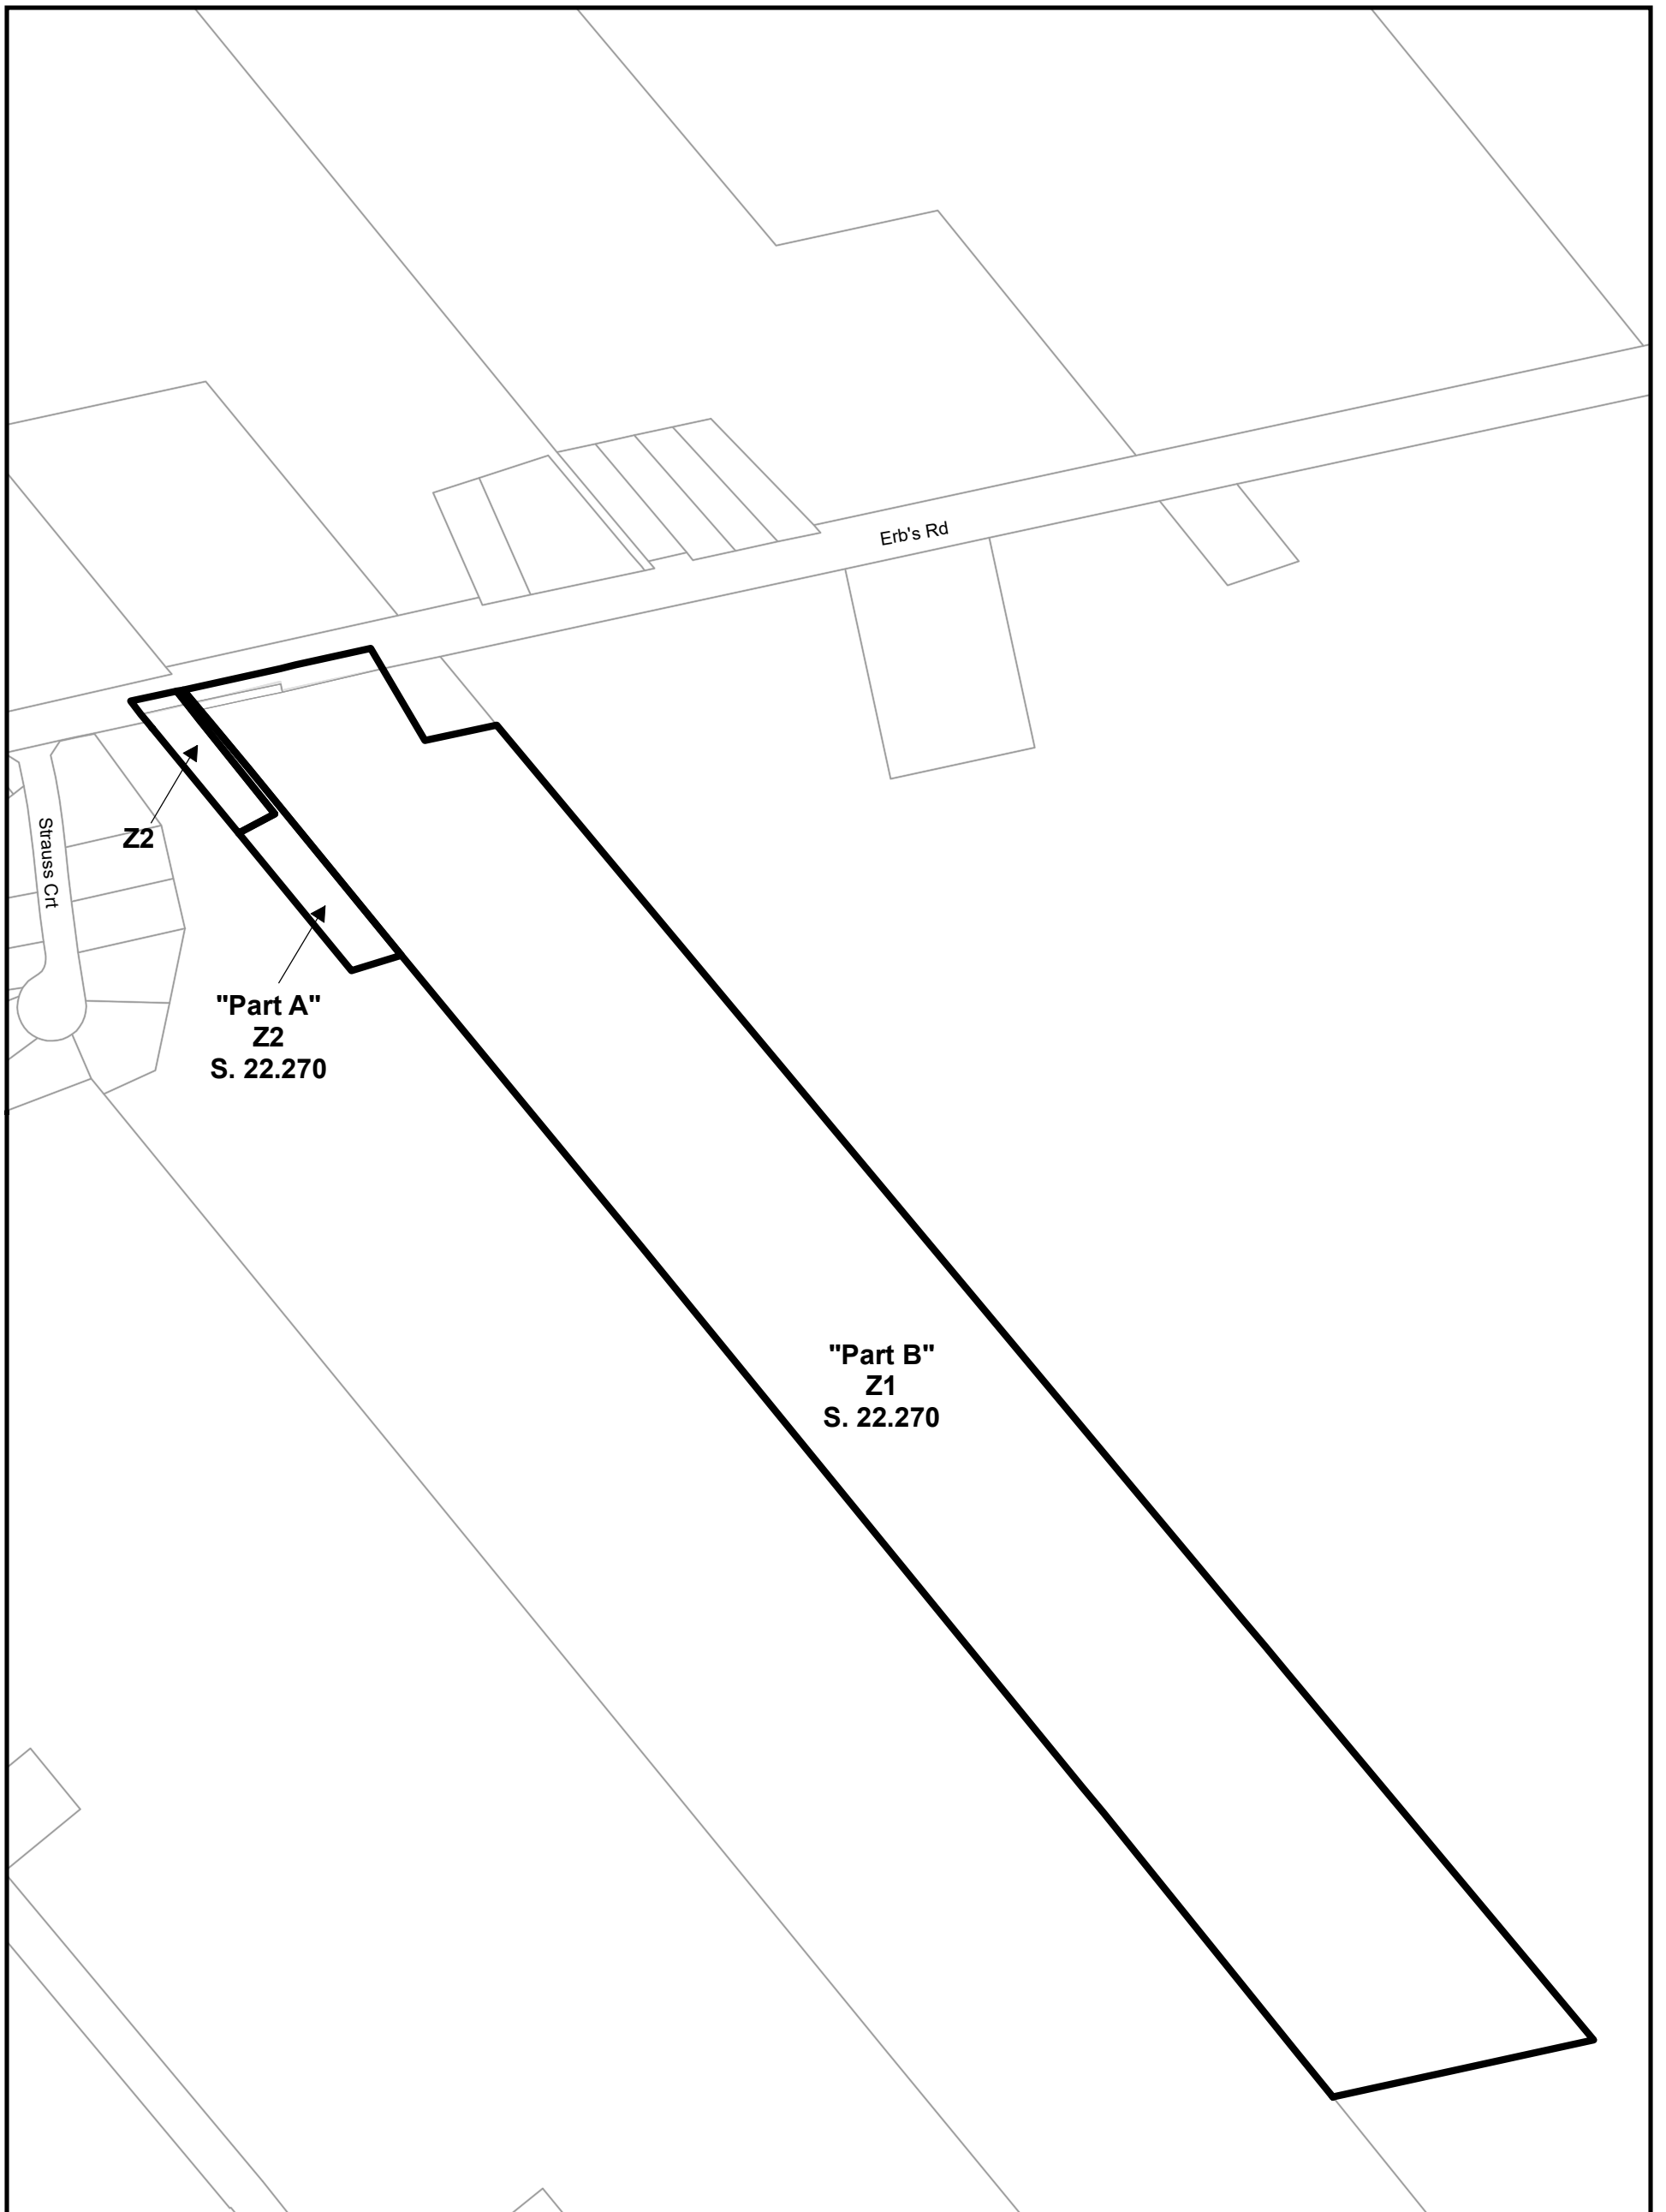 Erb's Rd
Z2
Strauss Crt
"Part A"
Z2
S. 22.270
"Part B"
Z1
S. 22.270